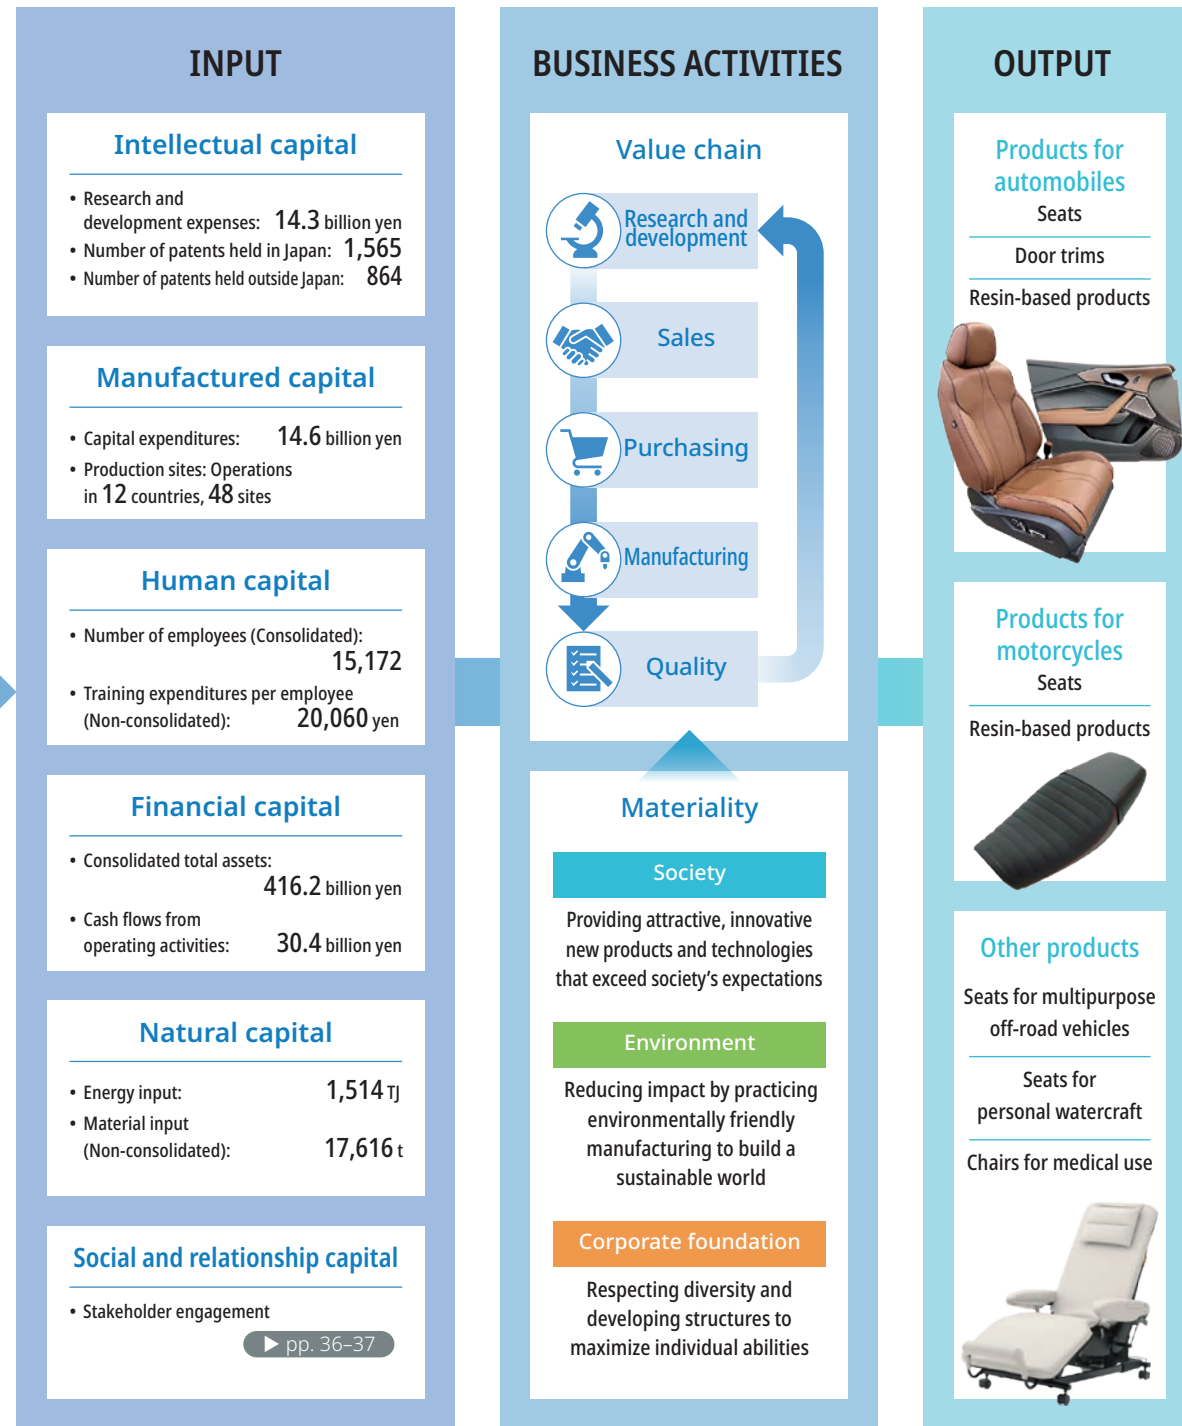 INPUT
Intellectual capital
• Research and
development expenses: 14.3 billion yen
• Number of patents held in Japan: 1,565
• Number of patents held outside Japan: 864
Manufactured capital
• Capital expenditures: 14.6 billion yen
• Production sites: Operations
in 12 countries, 48 sites
Human capital
• Number of employees (Consolidated):
15,172
• Training expenditures per employee
(Non-consolidated): 20,060 yen
Financial capital
• Consolidated total assets:
416.2 billion yen
• Cash flows from
operating activities: 30.4 billion yen
Natural capital
• Energy input: 1,514 TJ
• Material input
(Non-consolidated): 17,616 t
Social and relationship capital
• Stakeholder engagement
▶ pp. 36–37
BUSINESS ACTIVITIES
Value chain
Research and
development
Sales
Purchasing
Manufacturing
Quality
Materiality
Society
Providing attractive, innovative
new products and technologies
that exceed society’s expectations
Environment
Reducing impact by practicing
environmentally friendly
manufacturing to build a
sustainable world
Corporate foundation
Respecting diversity and
developing structures to
maximize individual abilities
OUTPUT
Products for
automobiles
Seats
Door trims
Resin-based products
Products for
motorcycles
Seats
Resin-based products
Other products
Seats for multipurpose
off-road vehicles
Seats for
personal watercraft
Chairs for medical use